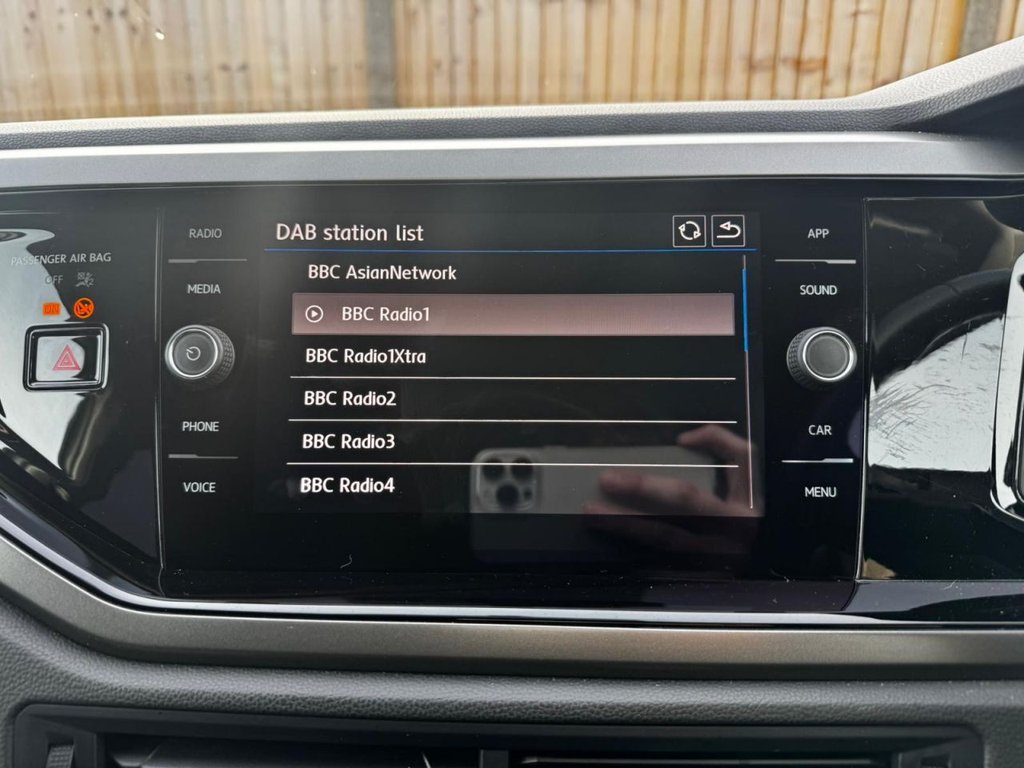 RADIO
DAB station list
APP
PASSENGER AIR BAG
OFF
ON
BBC AsianNetwork
MEDIA
SOUND
BBC Radio1
BBC Radio1Xtra
BBC Radio2
PHONE
CAR
BBC Radio3
VOICE
BBC Radio4
MENU